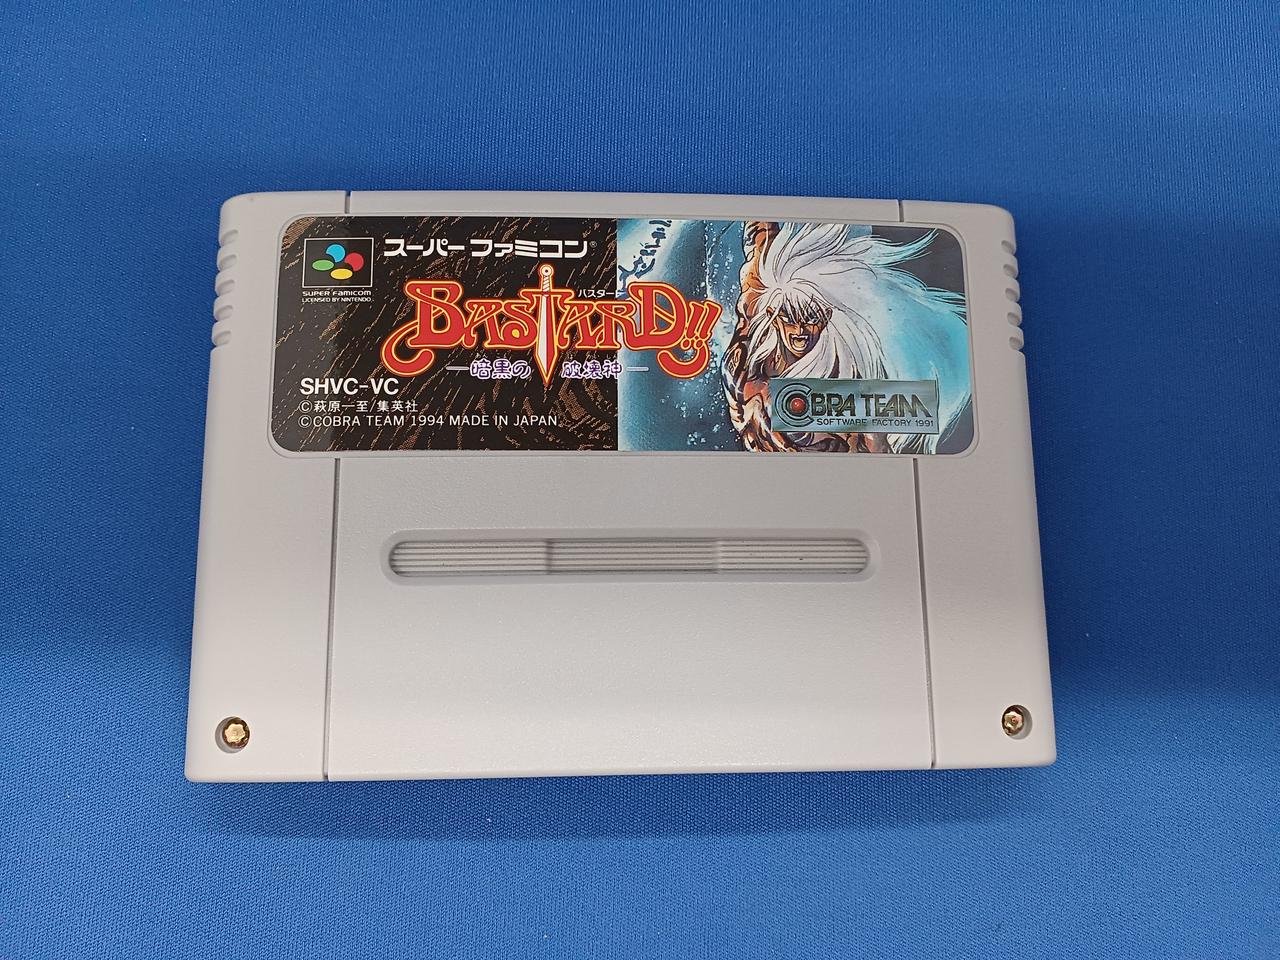 スーパーファミコン®
SUPER FAMICOM
LICENSED BY NINTENDO
バスタード
BASTARD!!
―暗黒の 破壊神―
SHVC-VC
©萩原一至/集英社
©COBRA TEAM 1994 MADE IN JAPAN
COBRA TEAM
SOFTWARE FACTORY 1991